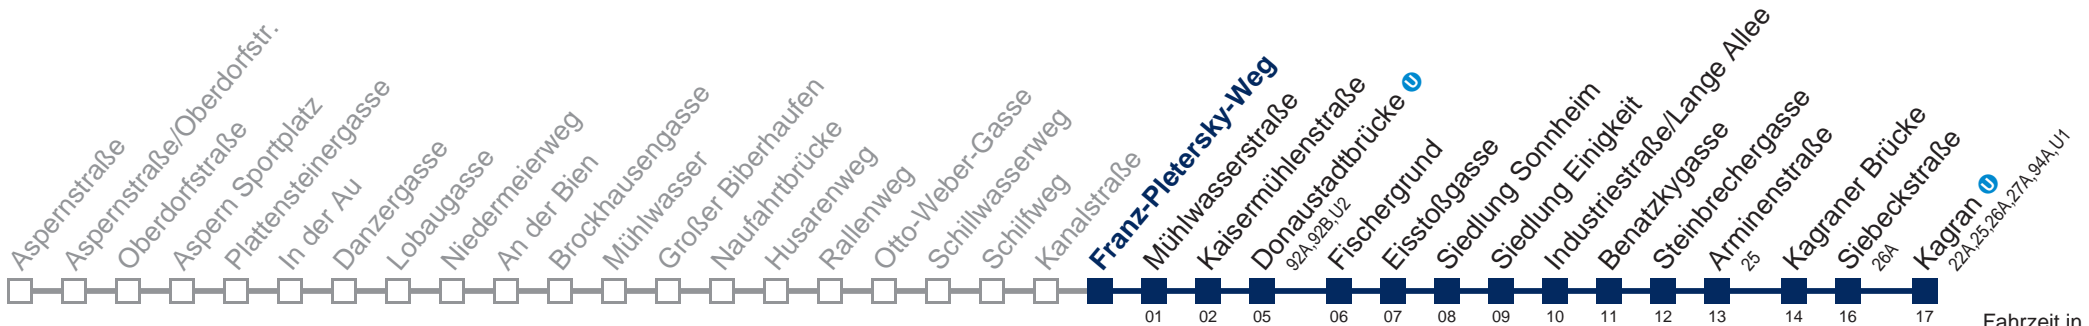 Aspernstraße
Aspernstraße/Oberdorfstr.
Oberdorfstraße
Aspern Sportplatz
Plattensteinergasse
In der Au
Danzergasse
Lobaugasse
Niedermeierweg
An der Bien
Brockhausengasse
Mühlwasser
Großer Biberhaufen
Naufahrtbrücke
Husarenweg
Rallenweg
Otto-Weber-Gasse
Schillwasserweg
Schilfweg
Kanalstraße
Franz-Pletersky-Weg
Mühlwasserstraße
01
Kaisermühlenstraße
02
Donaustadtbrücke U
92A,92B,U2
05
Fischergrund
06
Eisstoßgasse
07
Siedlung Sonnheim
08
Siedlung Einigkeit
09
Industriestraße/Lange Allee
10
Benatzkygasse
11
Steinbrechergasse
12
Arminenstraße
25
13
Kagraner Brücke
14
Siebeckstraße
26A
16
Kagran U
22A,25,26A,27A,94A,U1
17
Fahrzeit in